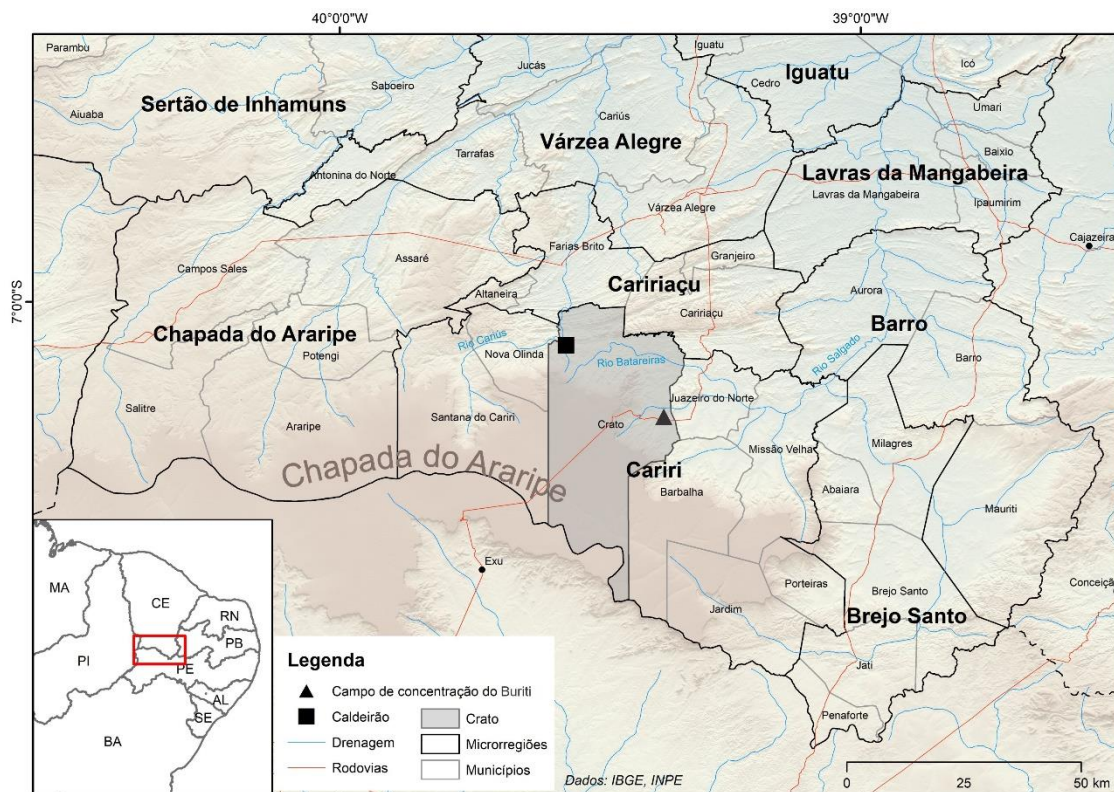 40°0'0"W
39°0'0"W
Parambu
Iguatu
Jucás
Iguatu
Icó
Saboeiro
Cedro
Sertão de Inhamuns
Umari
Aiuaba
Cariús
Várzea Alegre
Tarrafas
Baixio
Antonina do Norte
Lavras da Mangabeira
Lavras da Mangabeira
Ipaumirim
Várzea Alegre
Cajazeira
Farias Brito
Granjeiro
Assaré
Campos Sales
Caririaçu
Altaneira
Aurora
7°0'0"S
Caririaçu
Barro
Chapada do Araripe
Rio Cariús
Nova Olinda
Potengi
Rio Batareiras
Rio Salgado
Barro
Salitre
Juazeiro do Norte
Santana do Cariri
Araripe
Crato
Milagres
Missão Velha
Chapada do Araripe
Cariri
Barbalha
Abaiara
Mauriti
Exu
Porteiras
Conceiçã
Brejo Santo
Jardim
Brejo Santo
Jati
Penaforte
MA
CE
RN
PB
PI
PE
AL
SE
BA
Legenda
Campo de concentração do Buriti
Caldeirão
Crato
Drenagem
Microrregiões
Rodovias
Municípios
Dados: IBGE, INPE
0 25 50 km